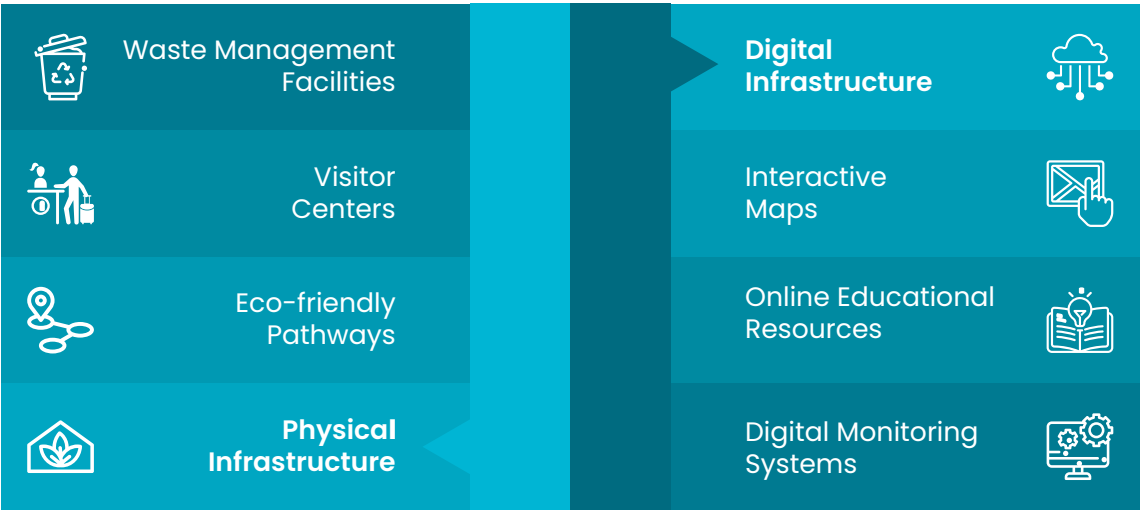 Waste Management
Facilities
Visitor
Centers
Eco-friendly
Pathways
Physical
Infrastructure
Digital
Infrastructure
Interactive
Maps
Online Educational
Resources
Digital Monitoring
Systems